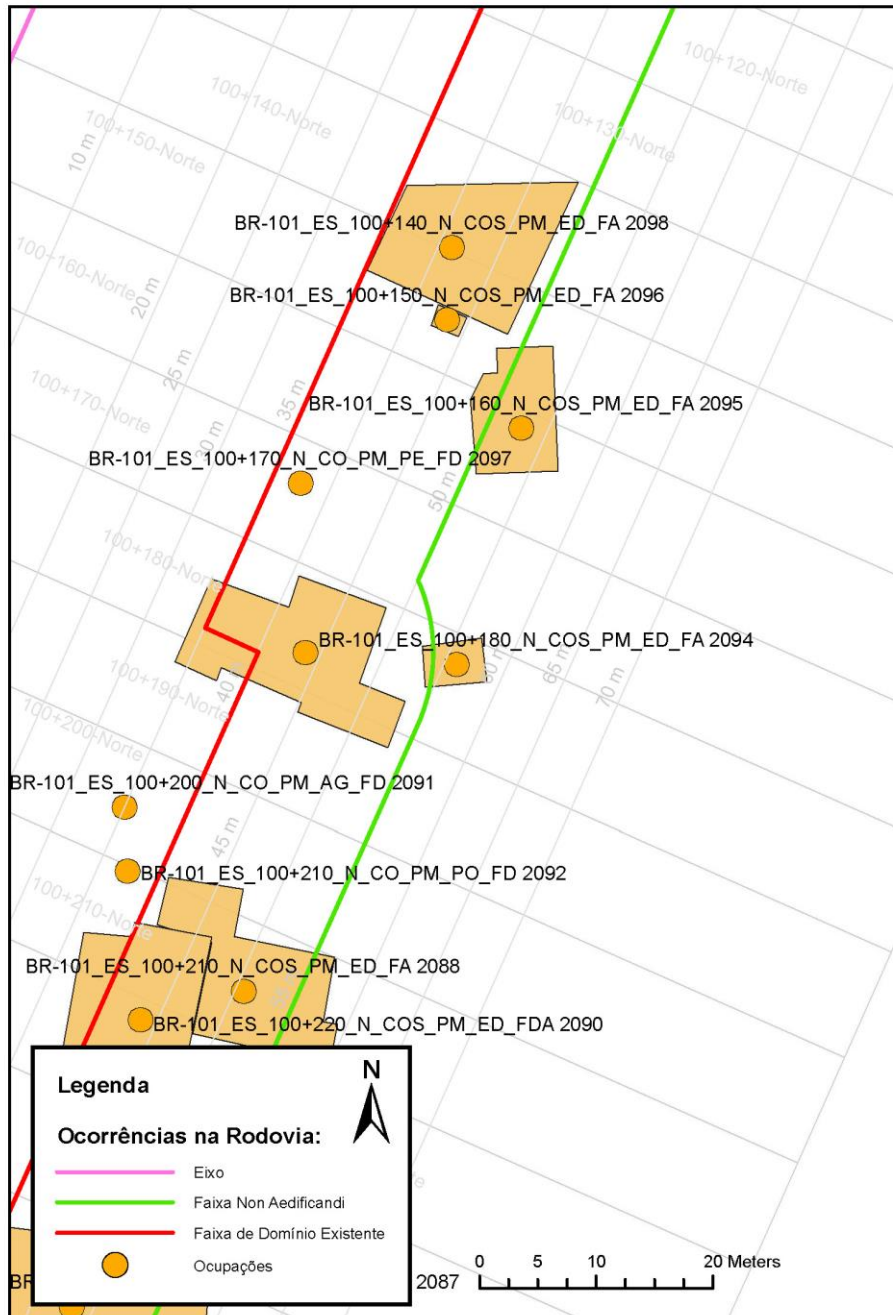 100+120-Norte
100+140-Norte
100+130-Norte
100+150-Norte
10 m
BR-101_ES_100+140_N_COS_PM_ED_FA 2098
100+160-Norte
20 m
BR-101_ES_100+150_N_COS_PM_ED_FA 2096
25 m
100+170-Norte
35 m
BR-101_ES_100+160_N_COS_PM_ED_FA 2095
30 m
BR-101_ES_100+170_N_CO_PM_PE_FD 2097
50 m
100+180-Norte
BR-101_ES_100+180_N_COS_PM_ED_FA 2094
60 m
65 m
70 m
40 m
100+190-Norte
100+200-Norte
BR-101_ES_100+200_N_CO_PM_AG_FD 2091
45 m
BR-101_ES_100+210_N_CO_PM_PO_FD 2092
100+210-Norte
BR-101_ES_100+210_N_COS_PM_ED_FA 2088
BR-101_ES_100+220_N_COS_PM_ED_FDA 2090
Legenda
N
Ocorrências na Rodovia:
Eixo
Faixa Non Aedificandi
Faixa de Domínio Existente
Ocupações
0 5 10 20 Meters
BR
2087